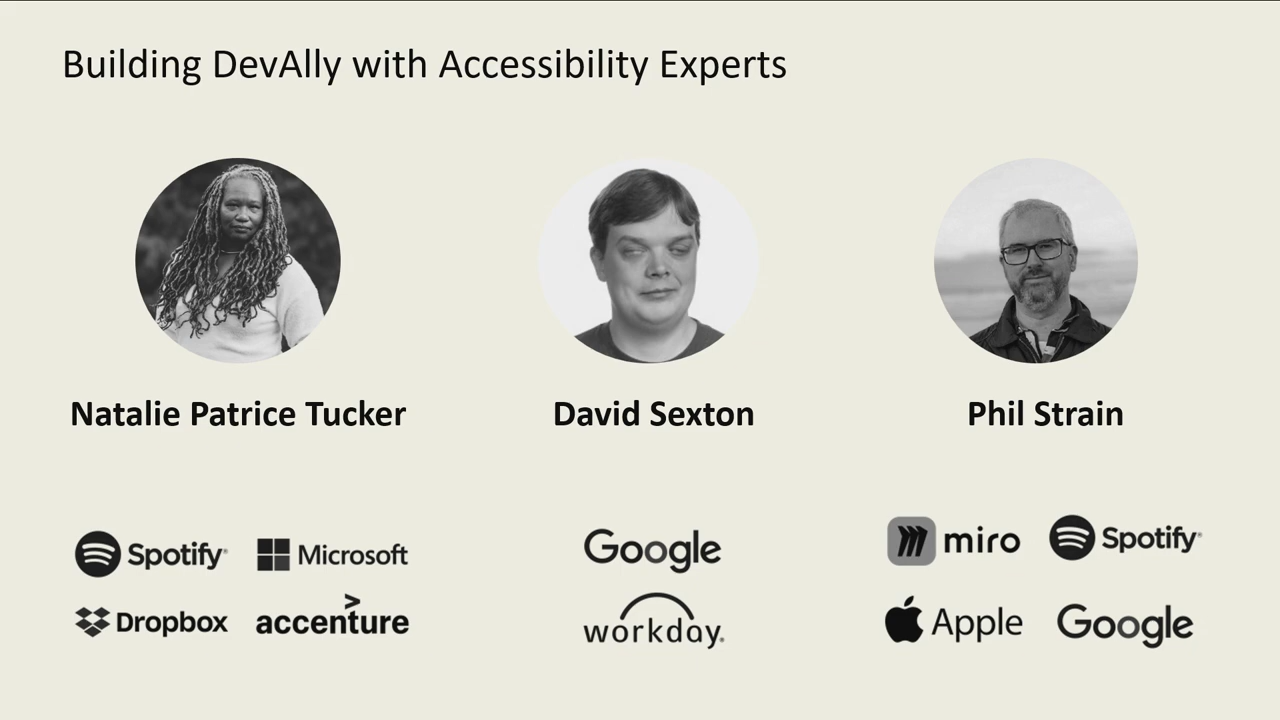 Building DevAlly with Accessibility Experts
Natalie Patrice Tucker
David Sexton
Phil Strain
Spotify
Microsoft
Dropbox
accenture
Google
workday.
miro
Spotify
Apple
Google